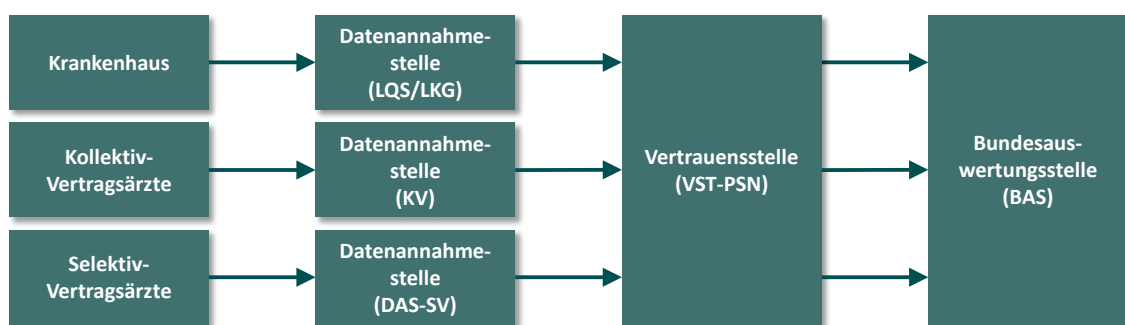 Krankenhaus
Datenannahme-
stelle
(LQS/LKG)
Kollektiv-
Vertragsärzte
Datenannahme-
stelle
(KV)
Selektiv-
Vertragsärzte
Datenannahme-
stelle
(DAS-SV)
Vertrauensstelle
(VST-PSN)
Bundesaus-
wertungsstelle
(BAS)